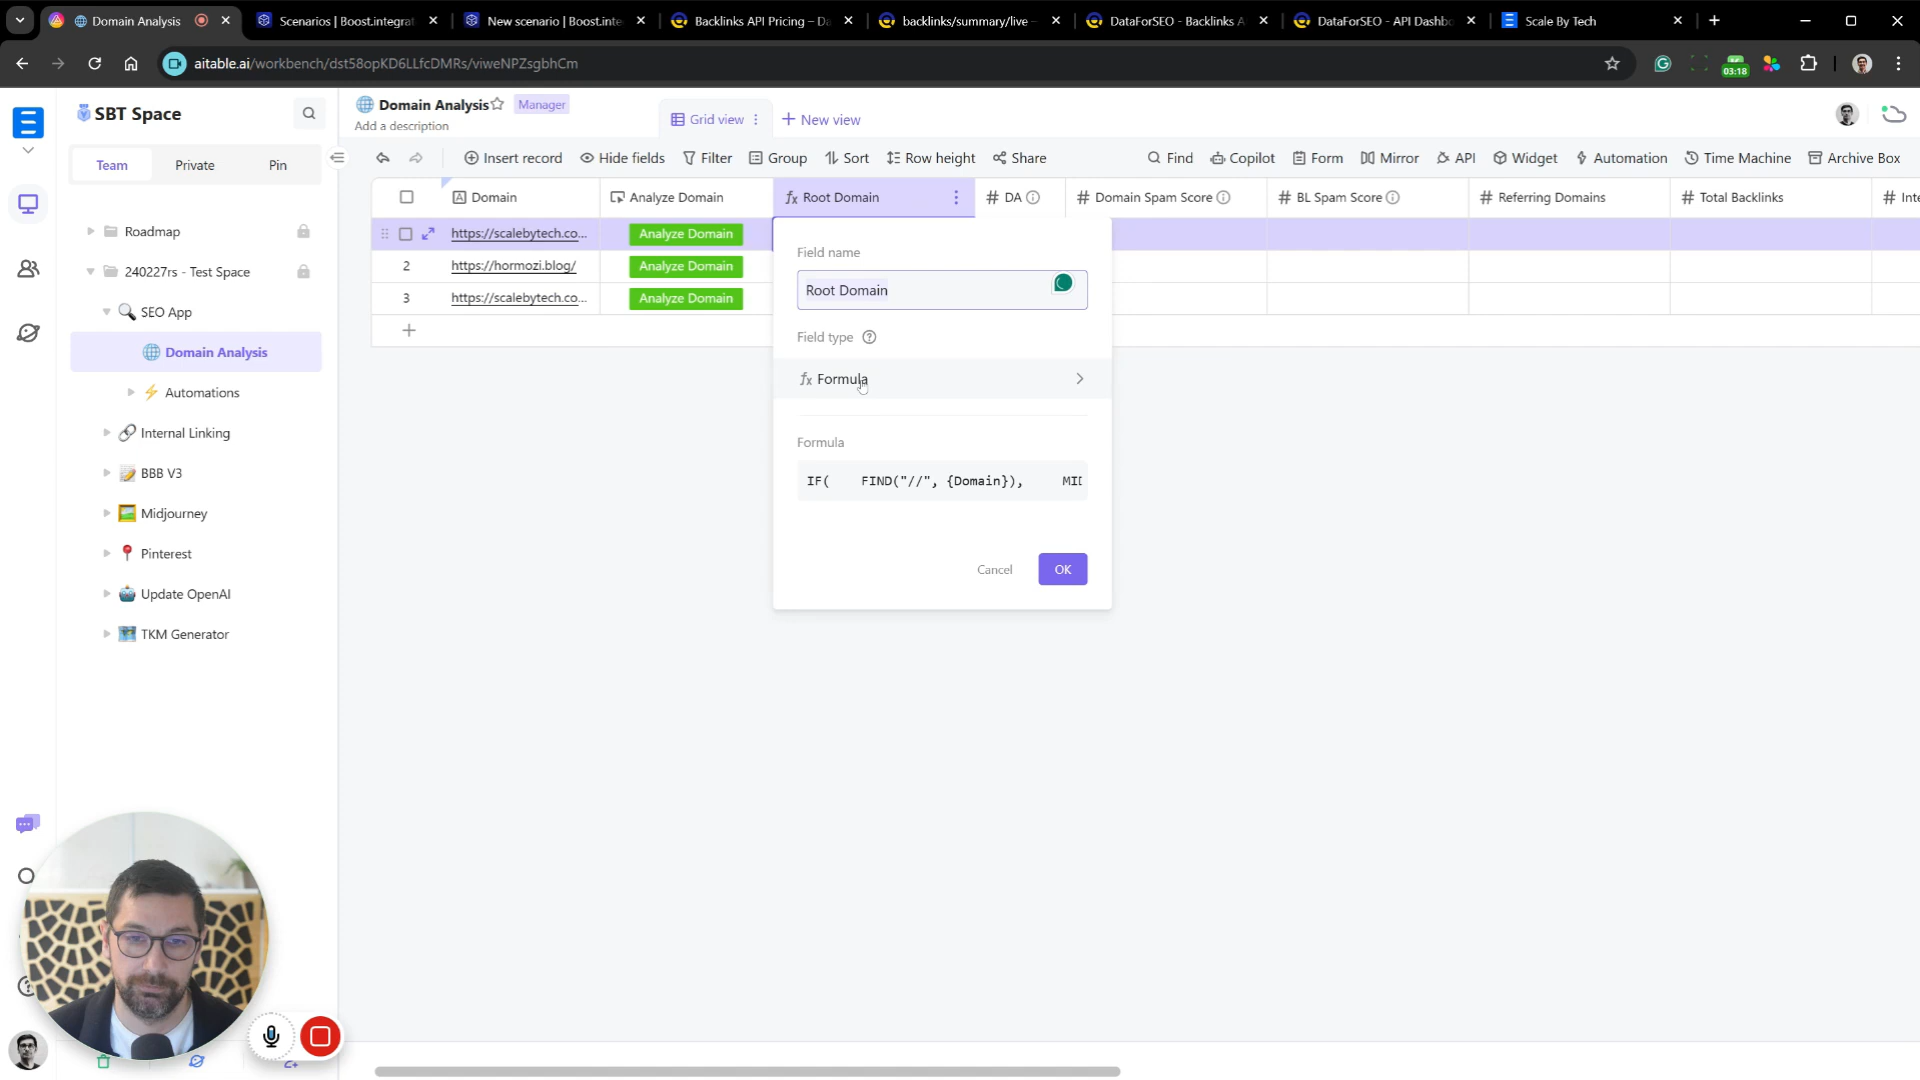 Domain Analysis
Scenarios | Boost.integrat
New scenario | Boost.inte
Backlinks API Pricing – Da
backlinks/summary/live –
DataForSEO - Backlinks A
DataForSEO - API Dashbo
Scale By Tech
aitable.ai/workbench/dst58opKD6LLfcDMRs/viweNPZsgbhCm
03:18
SBT Space
Domain Analysis
Manager
Add a description
Grid view
New view
Team
Private
Pin
Insert record
Hide fields
Filter
Group
Sort
Row height
Share
Find
Copilot
Form
Mirror
API
Widget
Automation
Time Machine
Archive Box
Domain
Analyze Domain
Root Domain
DA
Domain Spam Score
BL Spam Score
Referring Domains
Total Backlinks
Inte
https://scalebytech.co...
Analyze Domain
2
https://hormozi.blog/
Analyze Domain
3
https://scalebytech.co...
Analyze Domain
Roadmap
240227rs - Test Space
SEO App
Domain Analysis
Automations
Internal Linking
BBB V3
Midjourney
Pinterest
Update OpenAI
TKM Generator
Field name
Root Domain
Field type
Formula
Formula
IF( FIND("//", {Domain}), MID
Cancel
OK